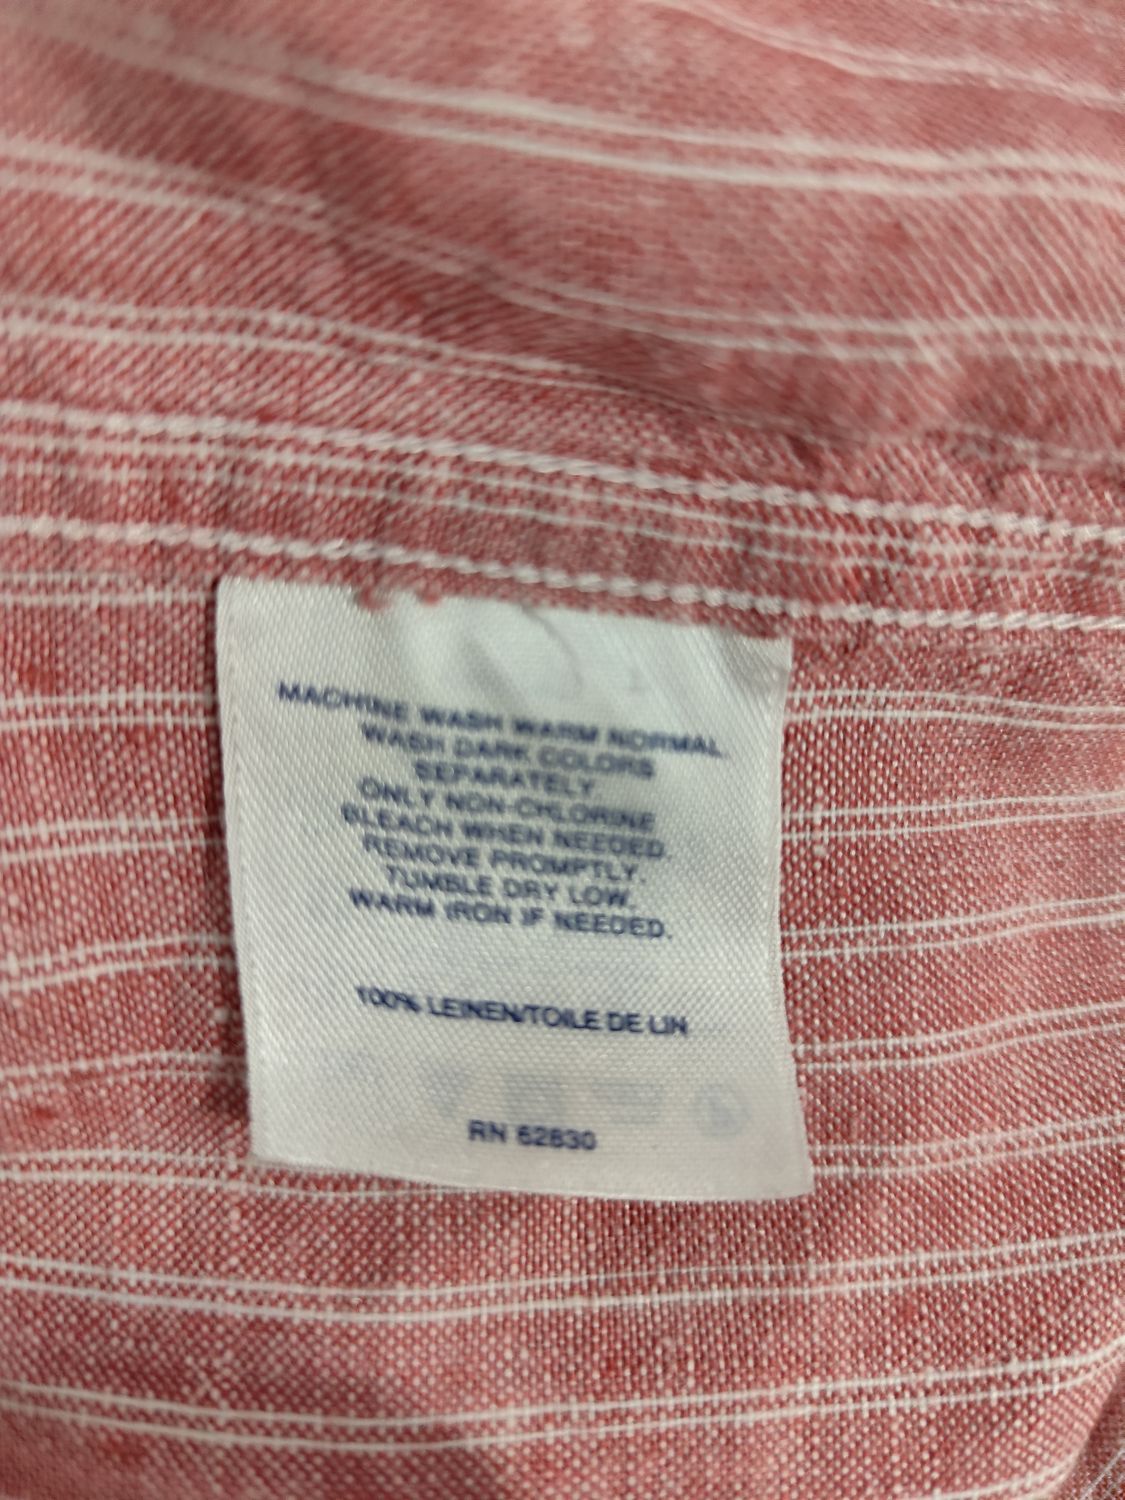 MACHINE WASH WARM NORMAL
WASH DARK COLORS
SEPARATELY
ONLY NON-CHLORINE
BLEACH WHEN NEEDED.
REMOVE PROMPTLY.
TUMBLE DRY LOW.
WARM IRON IF NEEDED.
100% LEINEN/TOILE DE LIN
RN 62830